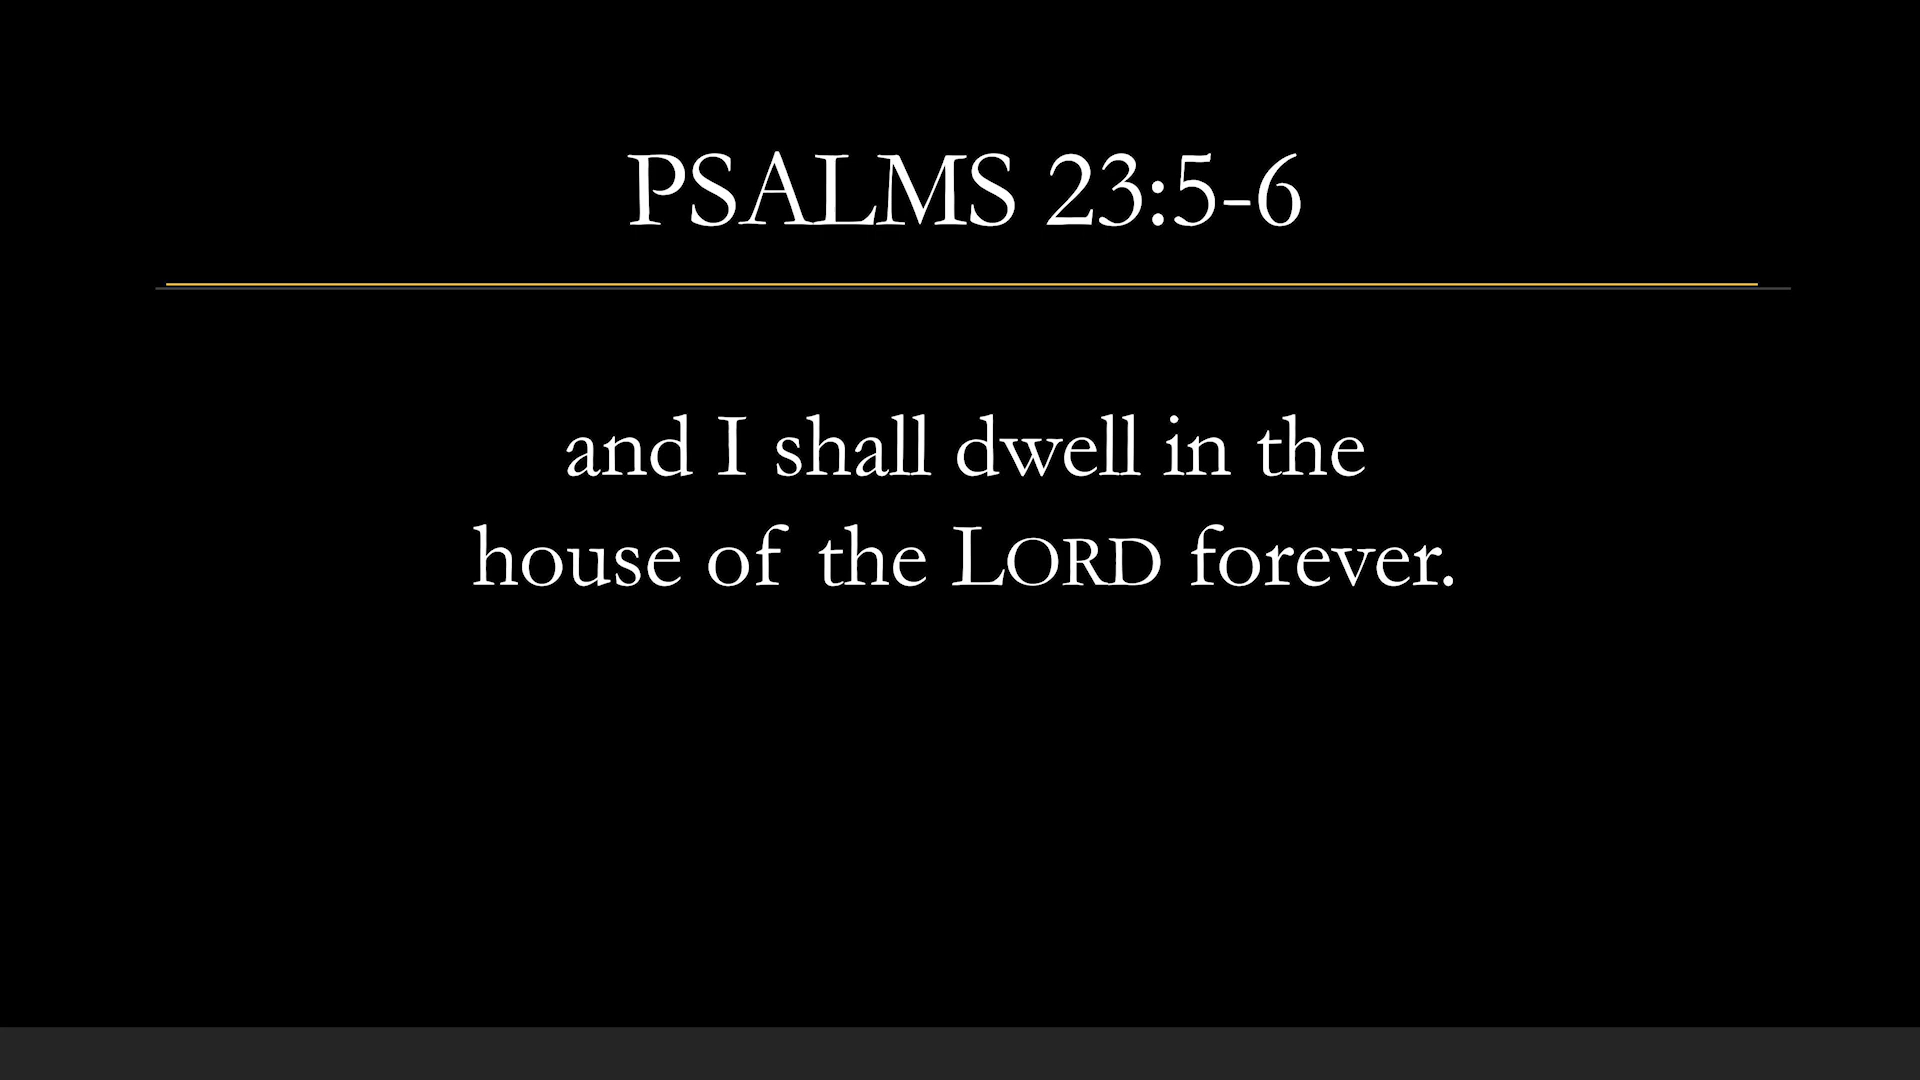 PSALMS 23:5-6
and I shall dwell in the
house of the LORD forever.